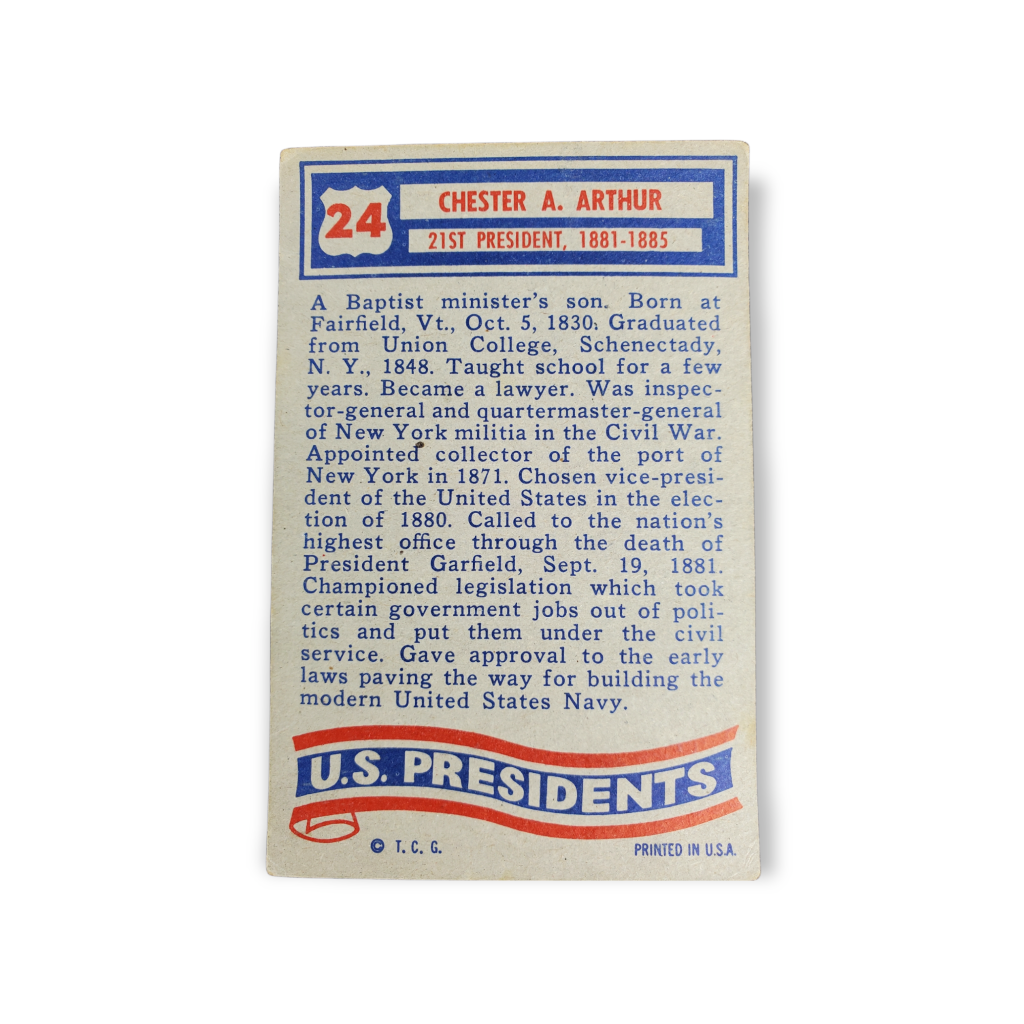 24
CHESTER A. ARTHUR
21ST PRESIDENT, 1881-1885
A Baptist minister's son. Born at
Fairfield, Vt., Oct. 5, 1830. Graduated
from Union College, Schenectady,
N. Y., 1848. Taught school for a few
years. Became a lawyer. Was inspec-
tor-general and quartermaster-general
of New York militia in the Civil War.
Appointed collector of the port of
New York in 1871. Chosen vice-presi-
dent of the United States in the elec-
tion of 1880. Called to the nation's
highest office through the death of
President Garfield, Sept. 19, 1881.
Championed legislation which took
certain government jobs out of poli-
tics and put them under the civil
service. Gave approval to the early
laws paving the way for building the
modern United States Navy.
U.S. PRESIDENTS
© T. C. G.
PRINTED IN U.S.A.